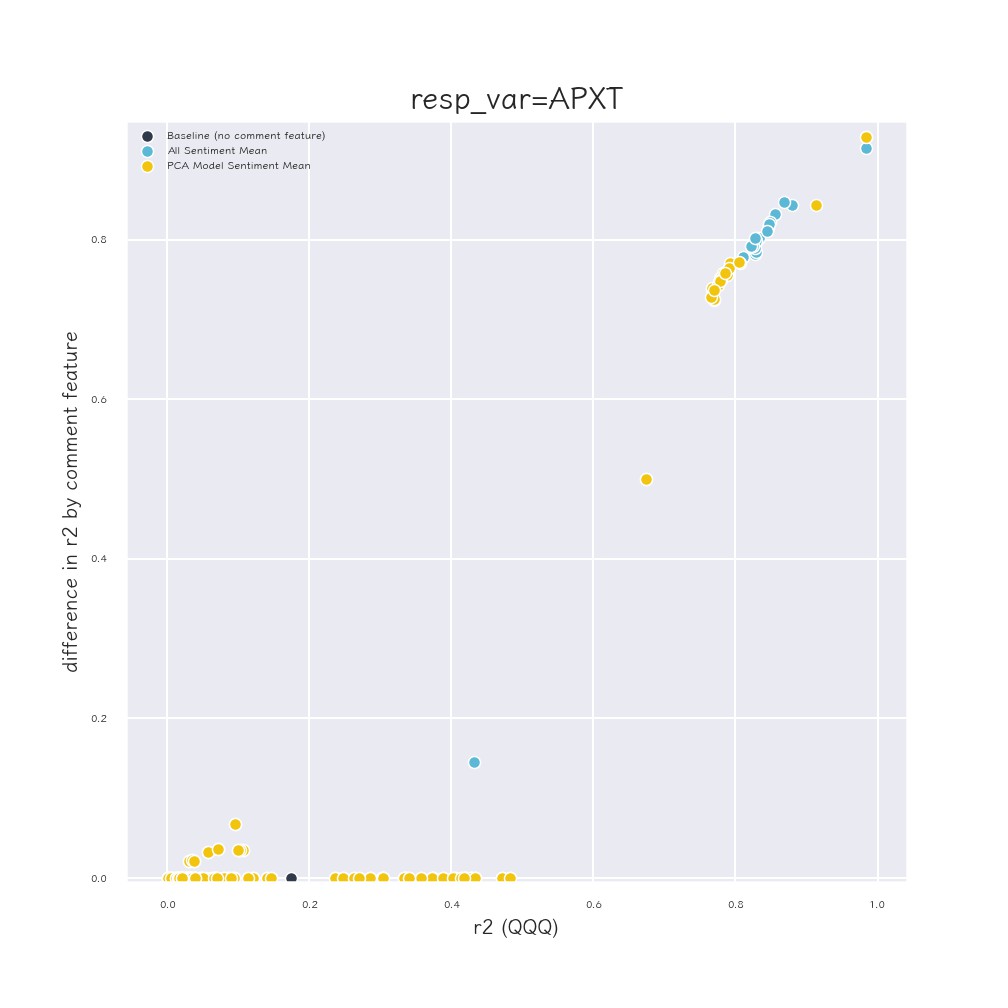 resp_var=APXT
Baseline (no comment feature)
All Sentiment Mean
PCA Model Sentiment Mean
difference in r2 by comment feature
0.8
0.6
0.4
0.2
0.0
0.0 0.2 0.4 0.6 0.8 1.0
r2 (QQQ)